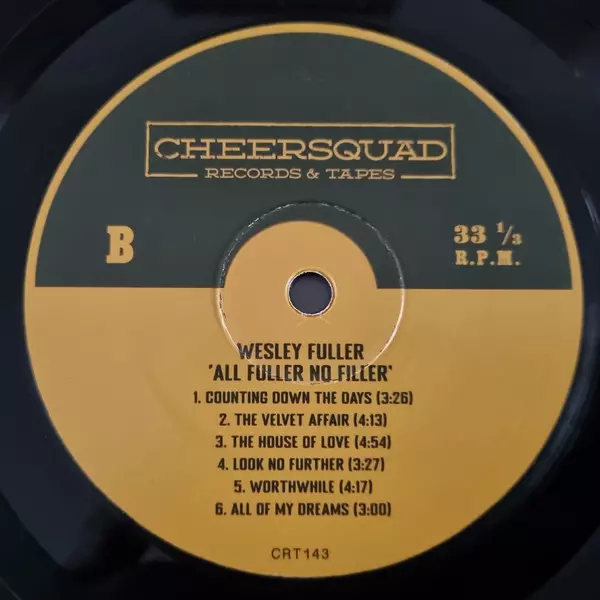 CHEERSQUAD
RECORDS & TAPES
B
33 ⅓
R.P.M.
WESLEY FULLER
'ALL FULLER NO FILLER'
1. COUNTING DOWN THE DAYS (3:26)
2. THE VELVET AFFAIR (4:13)
3. THE HOUSE OF LOVE (4:54)
4. LOOK NO FURTHER (3:27)
5. WORTHWHILE (4:17)
6. ALL OF MY DREAMS (3:00)
CRT143